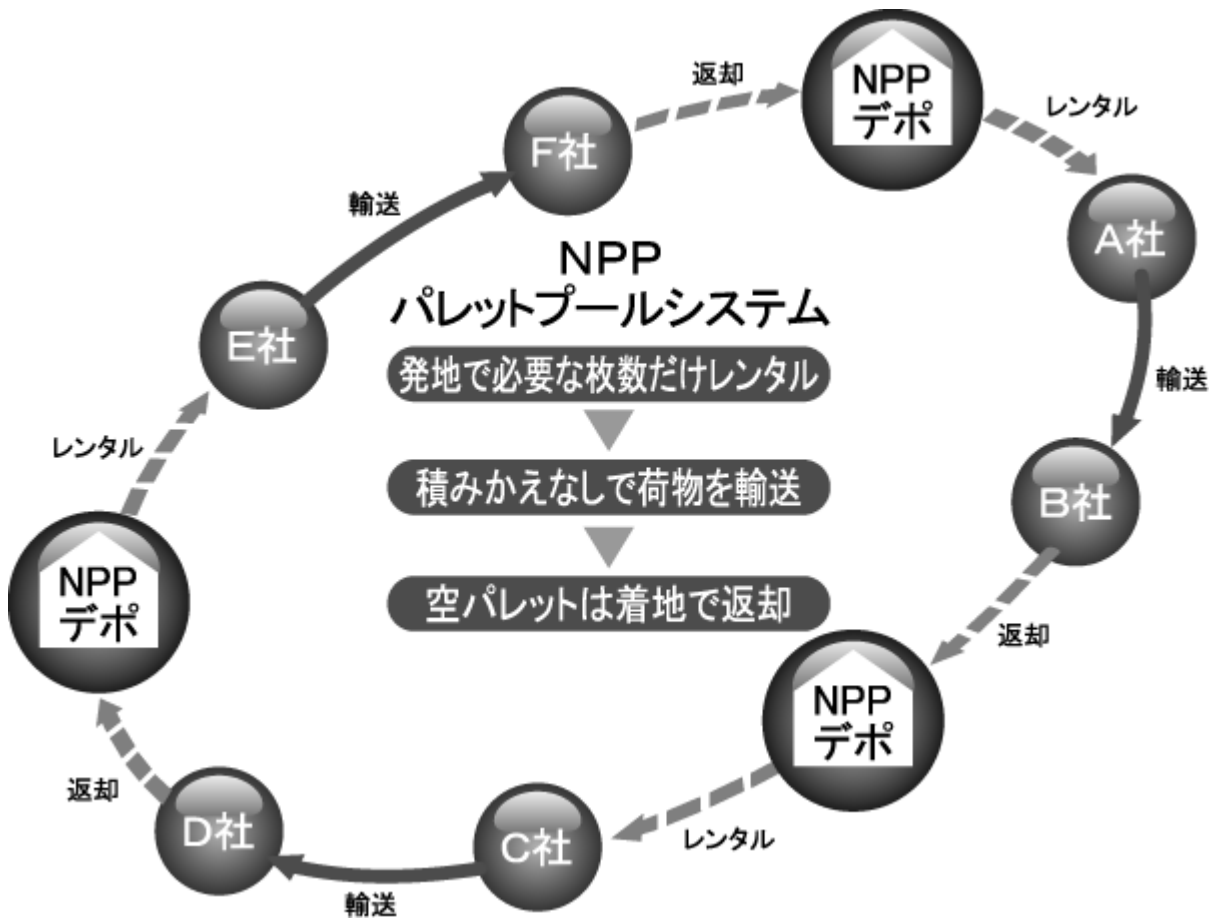 返却
NPP
デポ
レンタル
F社
A社
輸送
NPP
パレットプールシステム
E社
発地で必要な枚数だけレンタル
輸送
レンタル
積みかえなしで荷物を輸送
B社
NPP
デポ
空パレットは着地で返却
返却
NPP
デポ
返却
D社
C社
レンタル
輸送